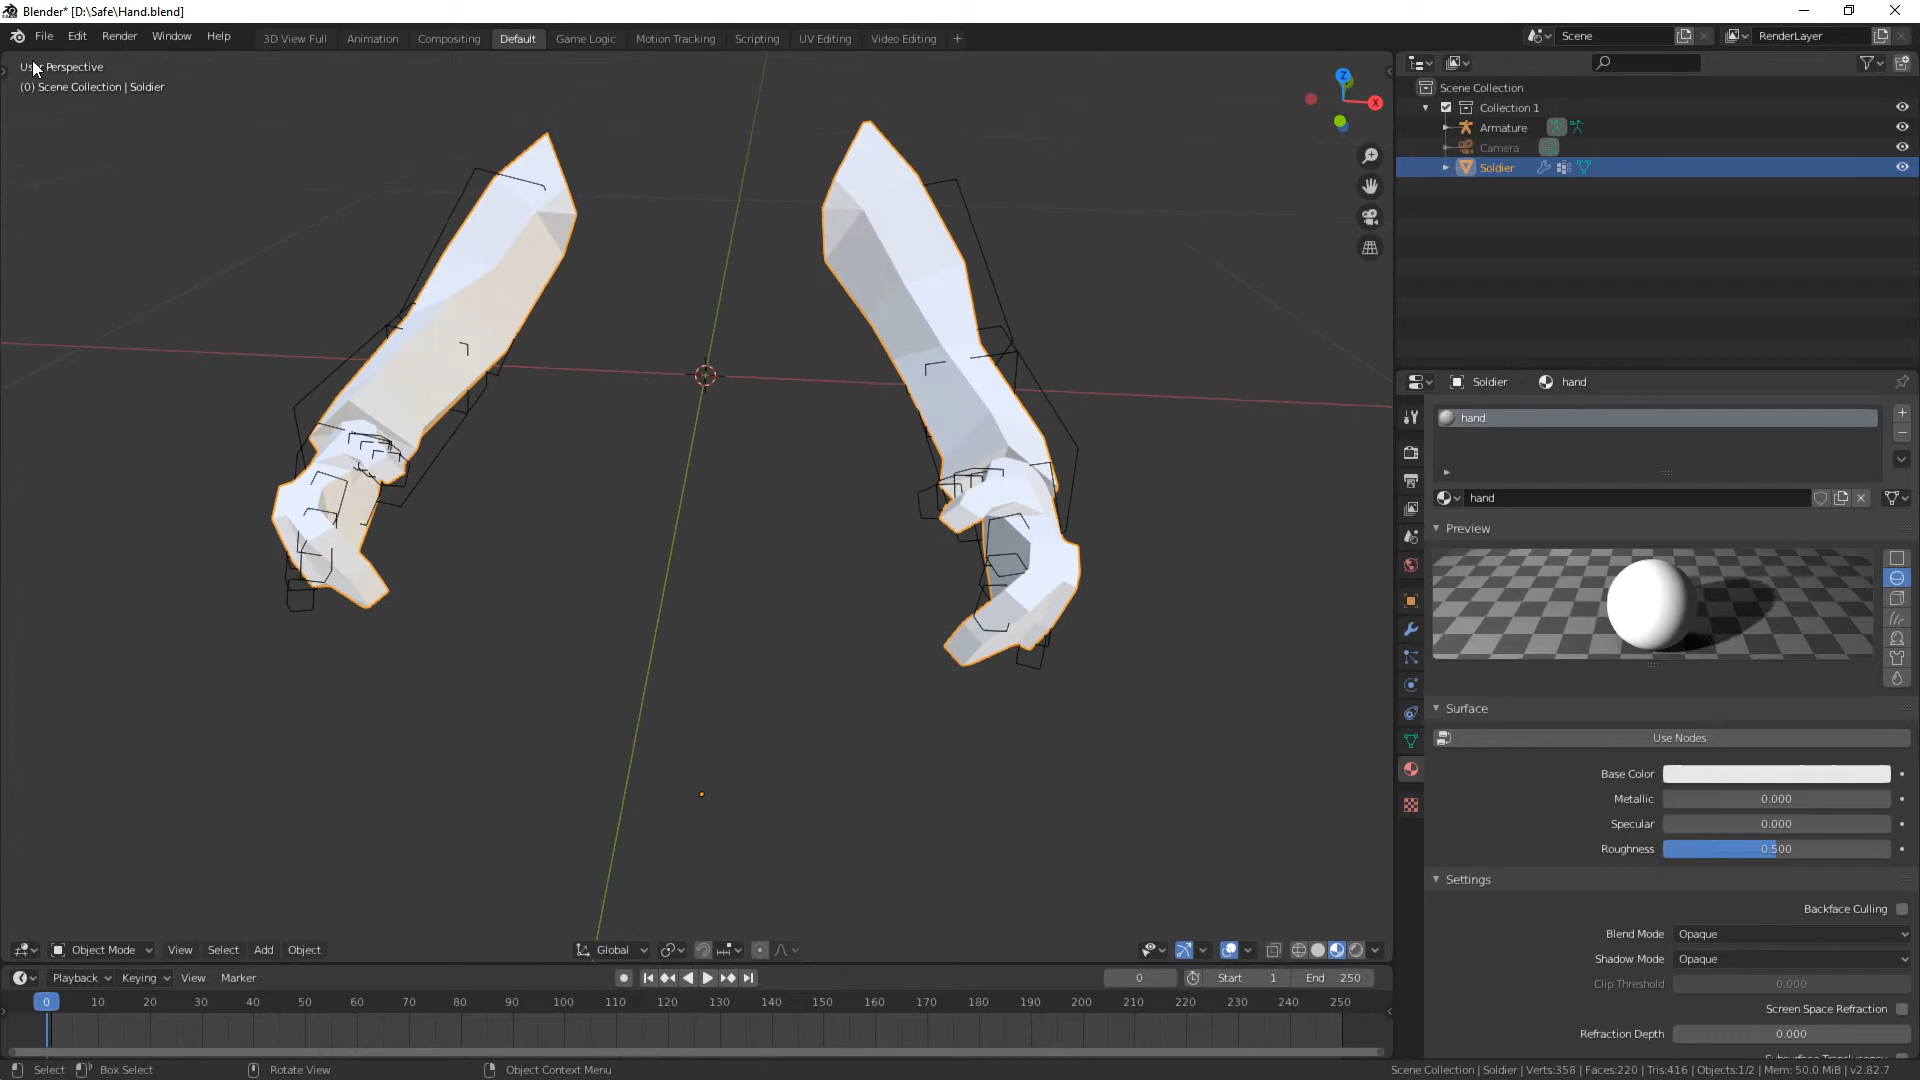 Blender* [D:\Safe\Hand.blend]
File Edit Render Window Help
3D View Full Animation Compositing Default Game Logic Motion Tracking Scripting UV Editing Video Editing +
Scene
RenderLayer
Perspective
(0) Scene Collection | Soldier
Z
X
Scene Collection
Collection 1
Armature
Camera
Soldier
Soldier hand
hand
hand
Preview
Surface
Use Nodes
Base Color
Metallic 0.000
Specular 0.000
Roughness 0.500
Settings
Backface Culling
Blend Mode Opaque
Shadow Mode Opaque
Clip Threshold 0.000
Screen Space Refraction
Refraction Depth 0.000
Object Mode View Select Add Object
Global
Playback Keying View Marker
0 Start 1 End 250
0 10 20 30 40 50 60 70 80 90 100 110 120 130 140 150 160 170 180 190 200 210 220 230 240 250
Select Box Select Rotate View Object Context Menu
Scene Collection | Soldier | Verts:358 | Faces:220 | Tris:416 | Objects:1/2 | Mem: 50.0 MiB | v2.82.7